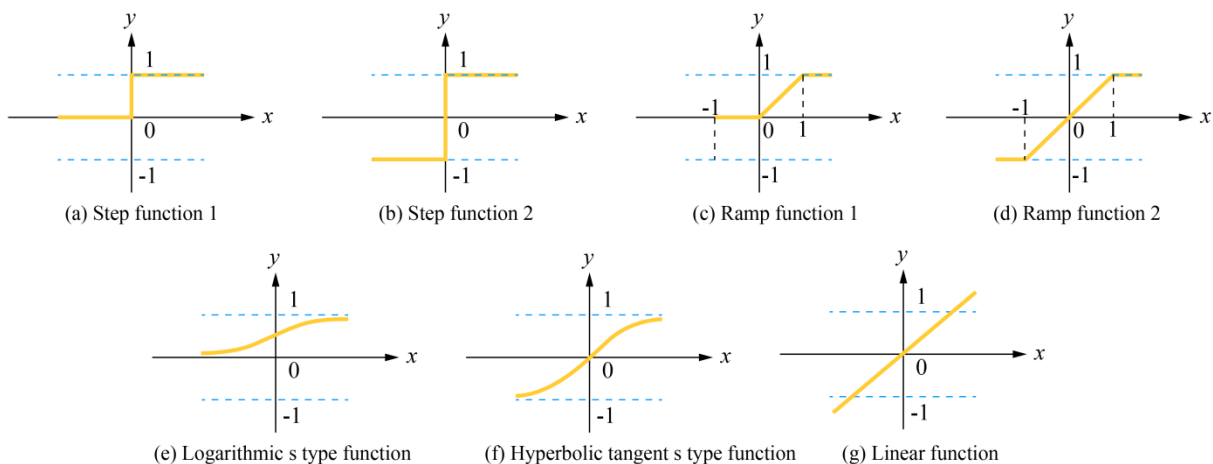 y y y y
1 1 1 1
-1 -1
x x x x
0 0 0 1 0 1
-1 -1 -1 -1
(a) Step function 1 (b) Step function 2 (c) Ramp function 1 (d) Ramp function 2
y y y
1 1 1
x x x
0 0 0
-1 -1 -1
(e) Logarithmic s type function (f) Hyperbolic tangent s type function (g) Linear function